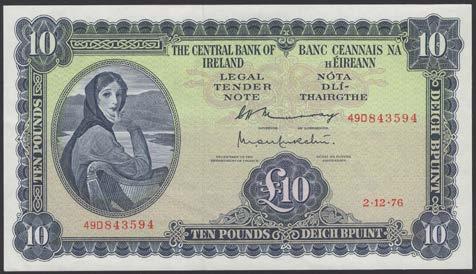 10
10
THE CENTRAL BANK OF IRELAND
BANC CEANNAIS NA HÉIREANN
LEGAL TENDER NOTE
NÓTA DLÍ-THAIRGTHE
49D843594
TEN POUNDS
DEICH BPUINT
49D843594
£10
2·12·76
10
TEN POUNDS
DEICH BPUINT
10